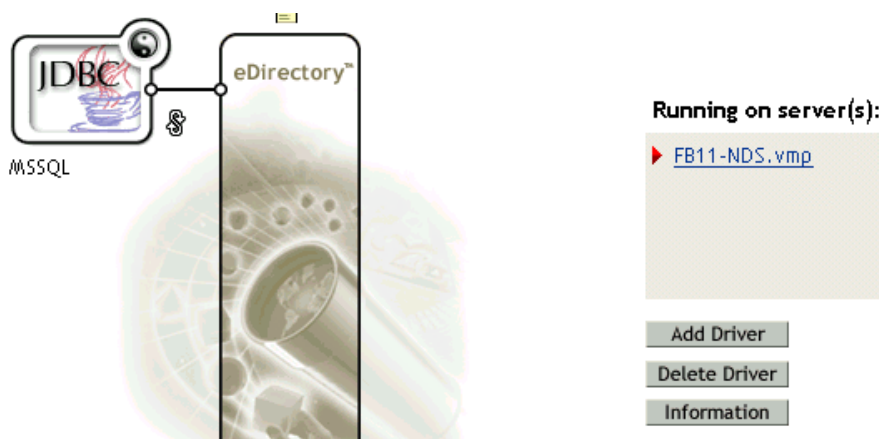 JDBC
MSSQL
eDirectory™
Running on server(s):
FB11-NDS.vmp
Add Driver
Delete Driver
Information